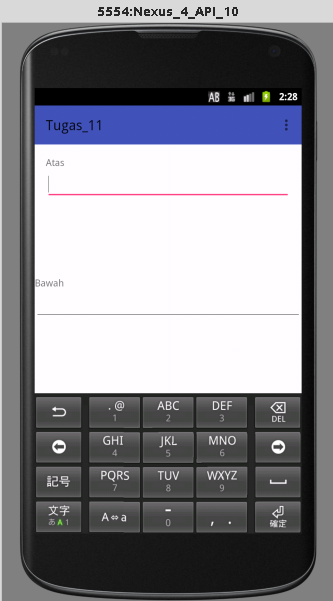 5554:Nexus_4_API_10
AB 3G 2:28
Tugas_11
Atas
Bawah
. @ ABC DEF DEL
1 2 3
GHI JKL MNO
4 5 6
記号 PQRS TUV WXYZ
7 8 9
文字 A⇔a - , . 確定
あ A 1 0